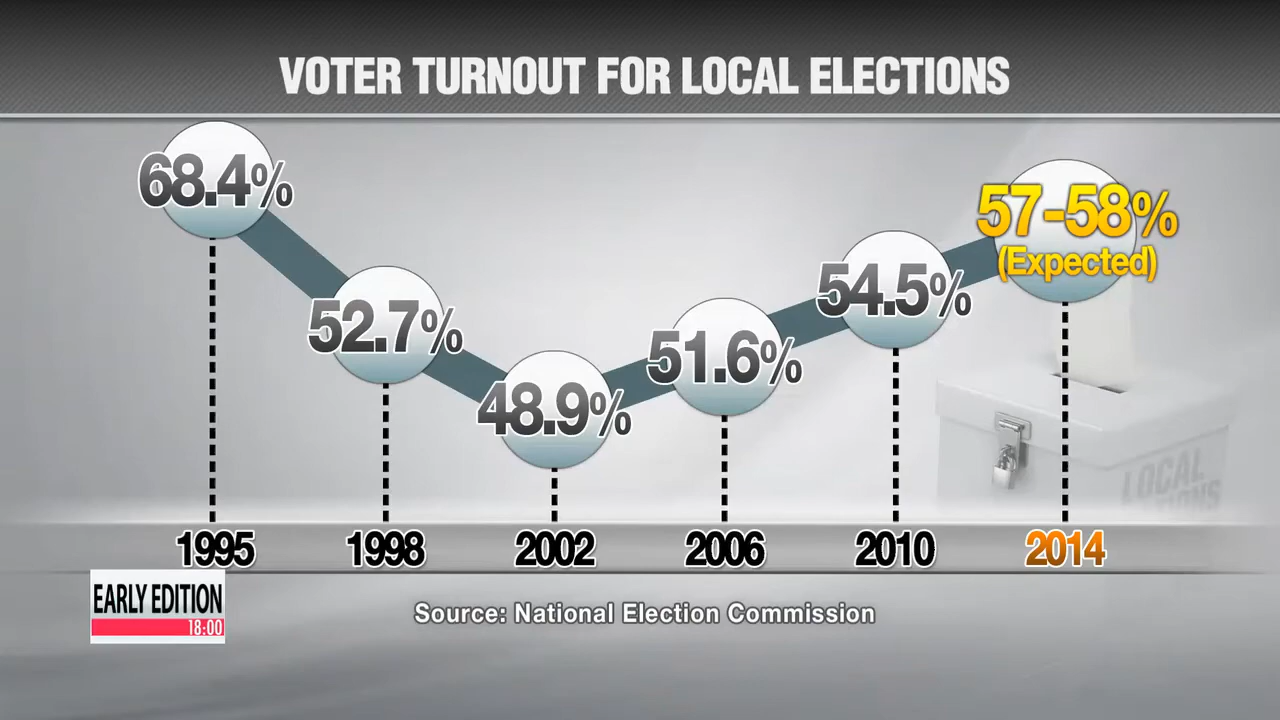 VOTER TURNOUT FOR LOCAL ELECTIONS
68.4%
52.7%
48.9%
51.6%
54.5%
57-58%
(Expected)
LOCAL
1995
1998
2002
2006
2010
2014
EARLY EDITION
18:00
Source: National Election Commission